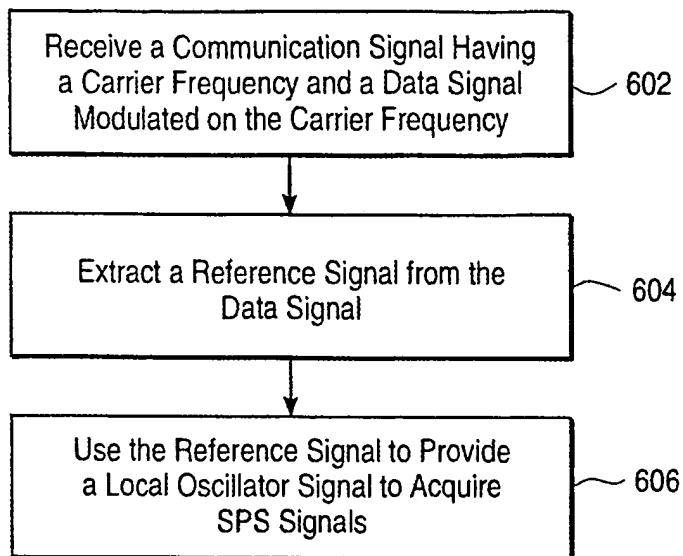 Receive a Communication Signal Having
a Carrier Frequency and a Data Signal
Modulated on the Carrier Frequency
602
Extract a Reference Signal from the
Data Signal
604
Use the Reference Signal to Provide
a Local Oscillator Signal to Acquire
SPS Signals
606